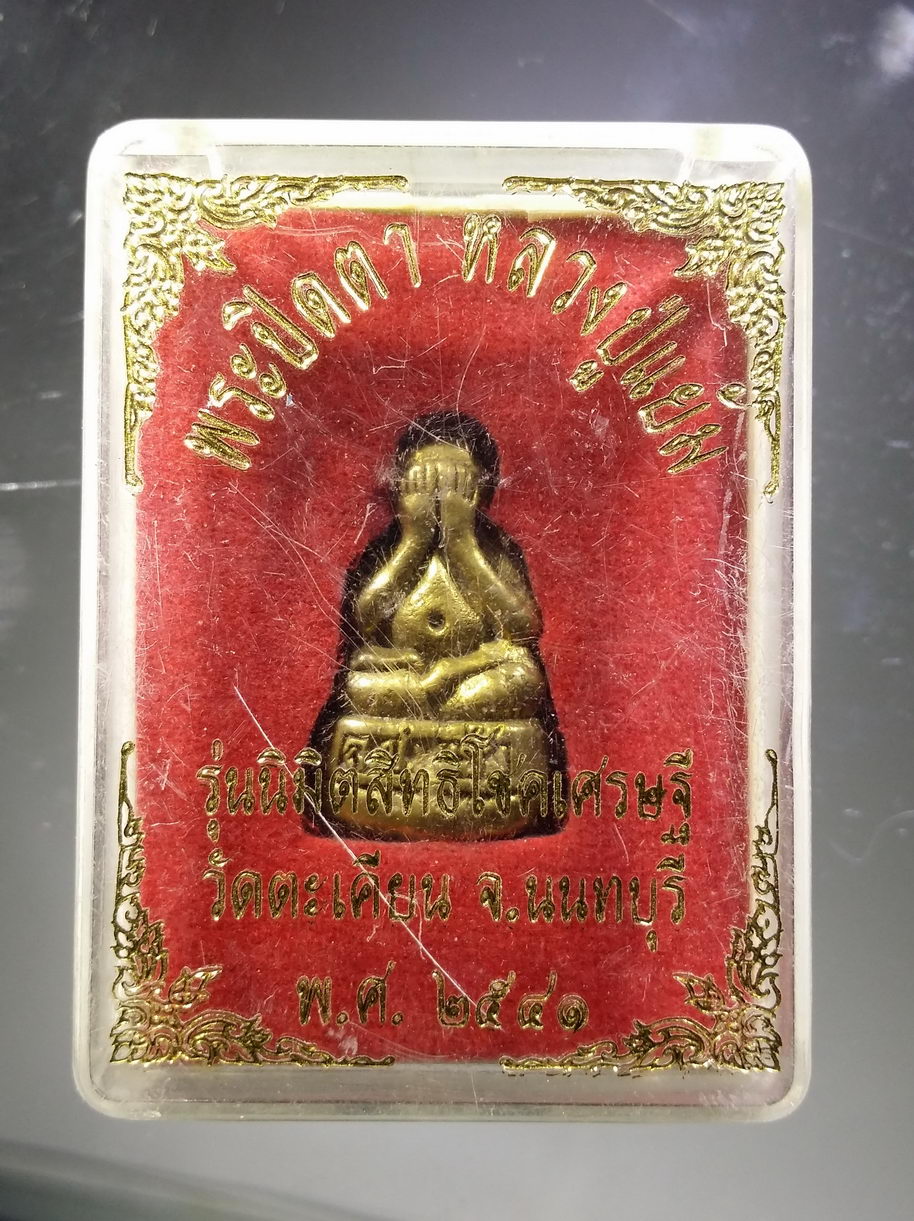 พระปิดตา หลวงปู่แย้ม
รุ่นนิมิตสิทธิโชคเศรษฐี
วัดตะเคียน จ.นนทบุรี
พ.ศ. ๒๕๔๑